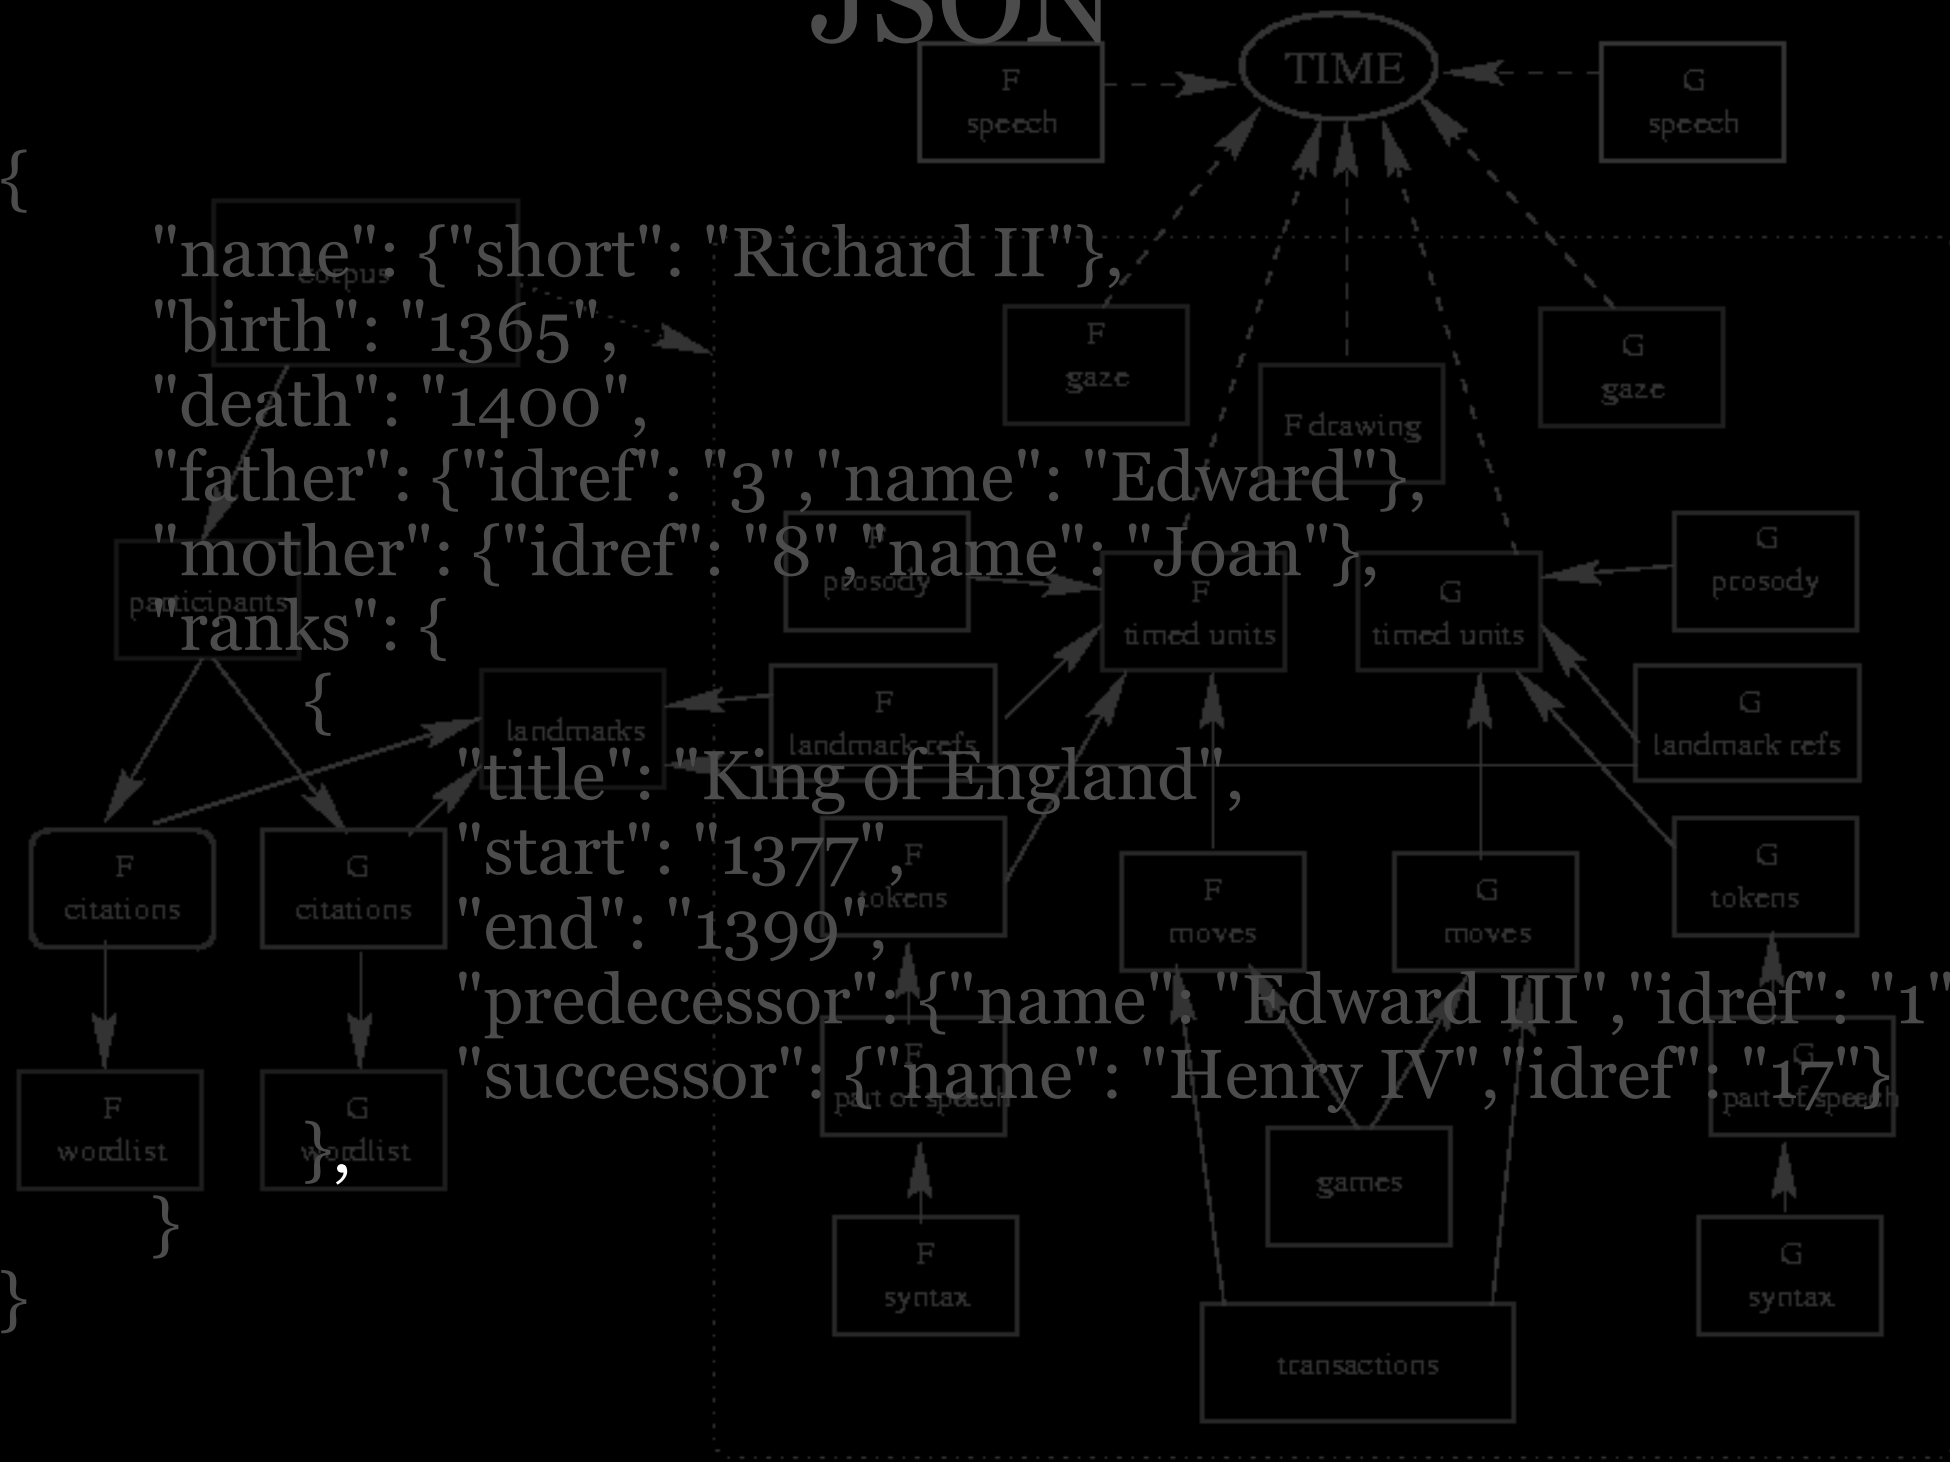 JSON
{
"name": {"short": "Richard II"},
"birth": "1365",
"death": "1400",
"father": {"idref": "3","name": "Edward"},
"mother": {"idref": "8","name": "Joan"},
"ranks": {
{
"title": "King of England",
"start": "1377",
"end": "1399",
"predecessor": {"name": "Edward III","idref": "1"
"successor": {"name": "Henry IV","idref": "17"}
},
}
}
TIME
F
speech
G
speech
corpus
F
gaze
F drawing
G
gaze
participants
F
prosody
F
timed units
G
timed units
G
prosody
landmarks
F
landmark refs
G
landmark refs
F
citations
G
citations
F
tokens
F
moves
G
moves
G
tokens
F
wordlist
G
wordlist
F
part of speech
games
G
part of speech
F
syntax
transactions
G
syntax